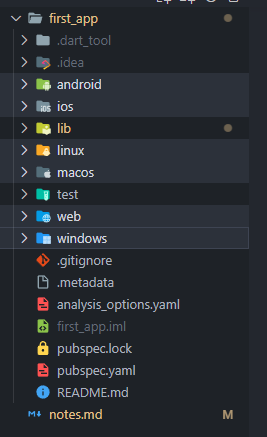 first_app
.dart_tool
.idea
android
ios
lib
linux
macos
test
web
windows
.gitignore
.metadata
analysis_options.yaml
first_app.iml
pubspec.lock
pubspec.yaml
README.md
notes.md M